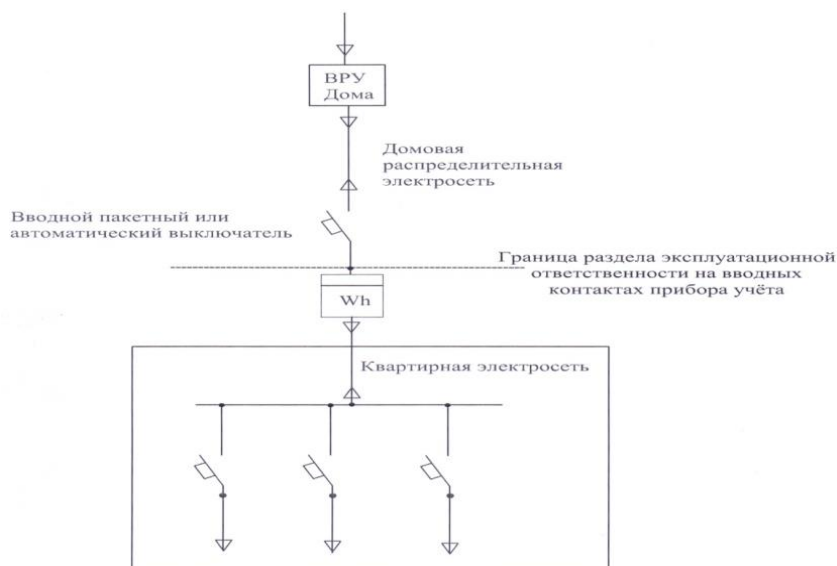 ВРУ
Дома
Домовая
распределительная
электросеть
Вводной пакетный или
автоматический выключатель
Граница раздела эксплуатационной
ответственности на вводных
контактах прибора учёта
Wh
Квартирная электросеть